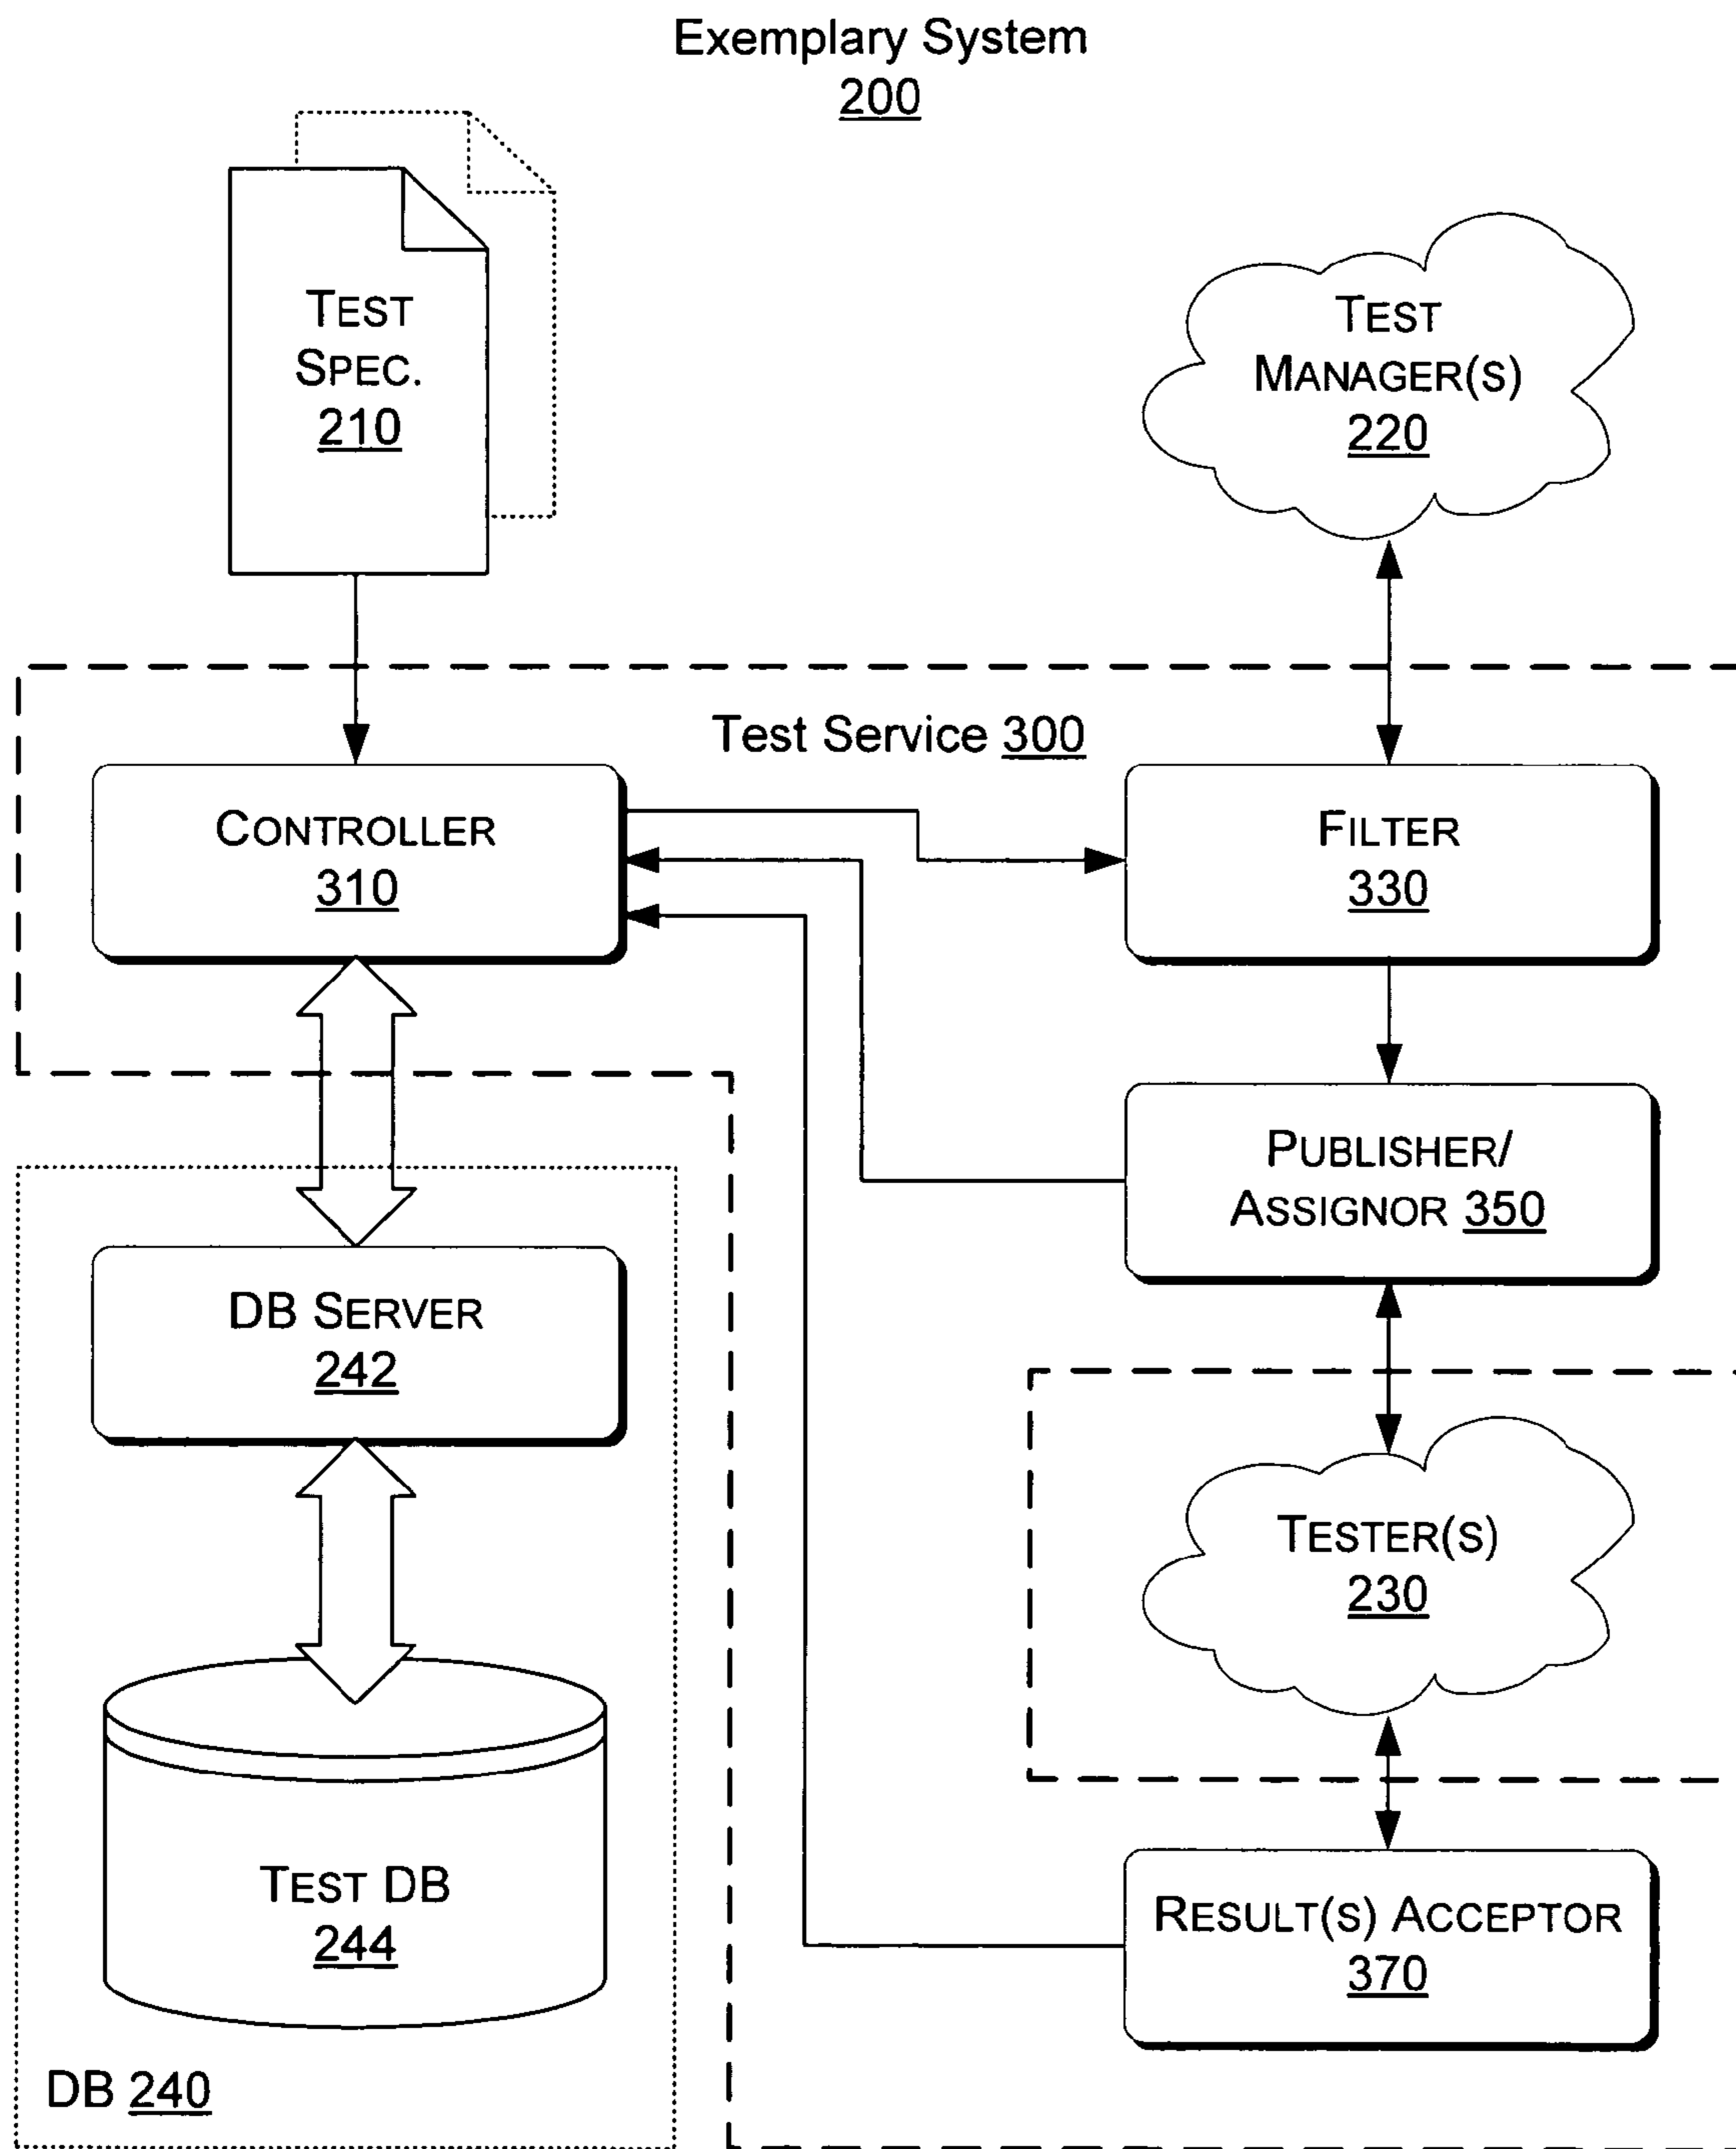 Exemplary System
200
TEST
SPEC.
210
TEST
MANAGER(S)
220
Test Service 300
CONTROLLER
310
FILTER
330
PUBLISHER/
ASSIGNOR 350
DB SERVER
242
TESTER(S)
230
TEST DB
244
RESULT(S) ACCEPTOR
370
DB 240